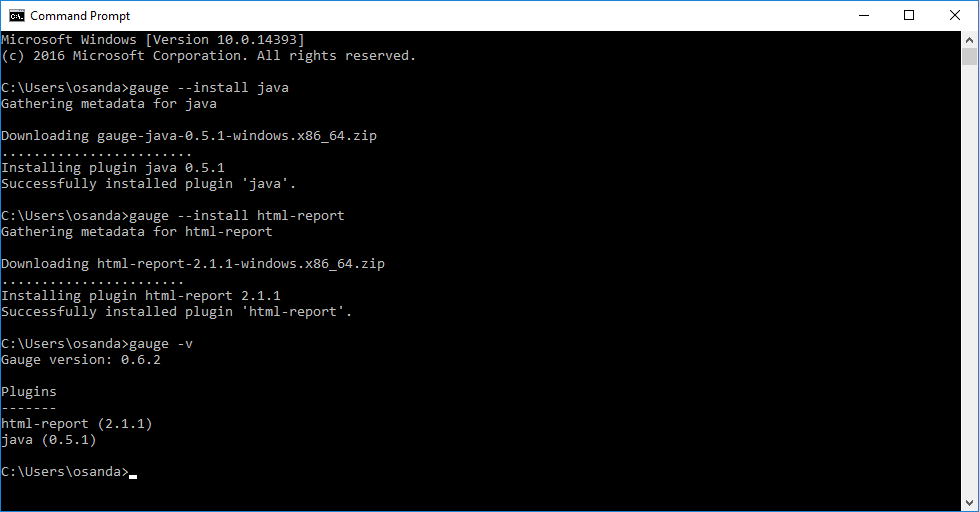 Command Prompt
Microsoft Windows [Version 10.0.14393]
(c) 2016 Microsoft Corporation. All rights reserved.
C:\Users\osanda>gauge --install java
Gathering metadata for java
Downloading gauge-java-0.5.1-windows.x86_64.zip
........................
Installing plugin java 0.5.1
Successfully installed plugin 'java'.
C:\Users\osanda>gauge --install html-report
Gathering metadata for html-report
Downloading html-report-2.1.1-windows.x86_64.zip
.......................
Installing plugin html-report 2.1.1
Successfully installed plugin 'html-report'.
C:\Users\osanda>gauge -v
Gauge version: 0.6.2
Plugins
-------
html-report (2.1.1)
java (0.5.1)
C:\Users\osanda>